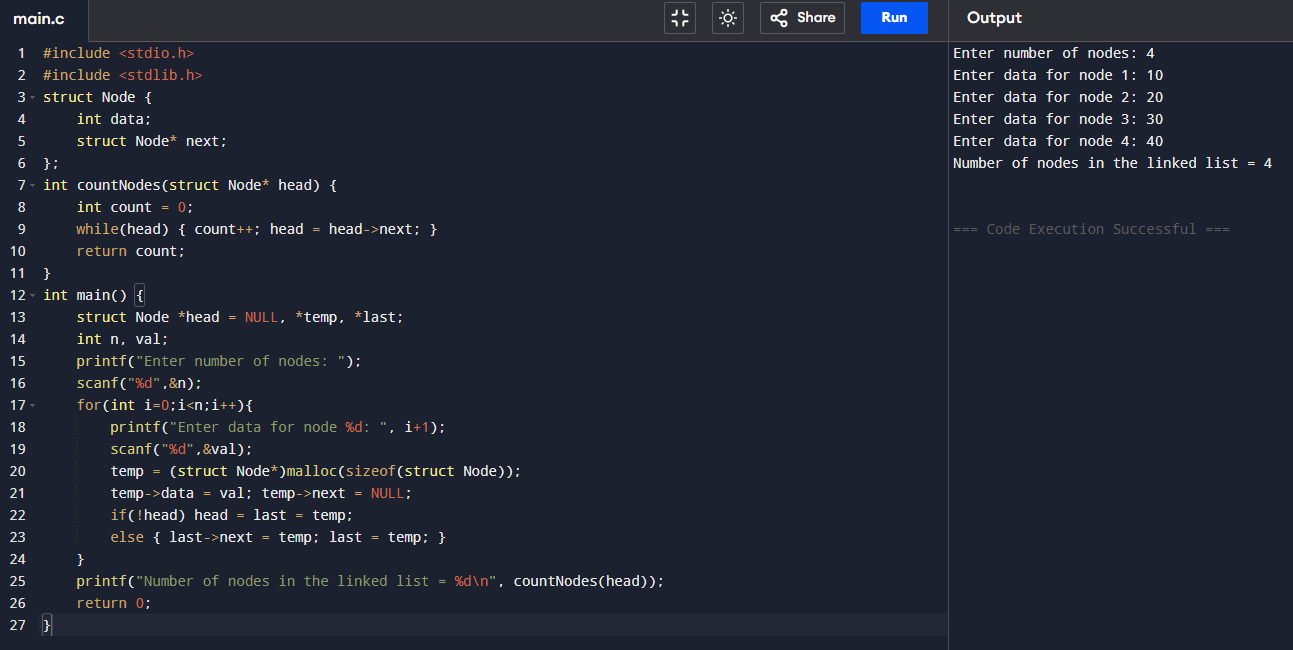 main.c
Share
Run
Output
1 #include <stdio.h>
2 #include <stdlib.h>
3 struct Node {
4     int data;
5     struct Node* next;
6 };
7 int countNodes(struct Node* head) {
8     int count = 0;
9     while(head) { count++; head = head->next; }
10     return count;
11 }
12 int main() {
13     struct Node *head = NULL, *temp, *last;
14     int n, val;
15     printf("Enter number of nodes: ");
16     scanf("%d",&n);
17     for(int i=0;i<n;i++){
18         printf("Enter data for node %d: ", i+1);
19         scanf("%d",&val);
20         temp = (struct Node*)malloc(sizeof(struct Node));
21         temp->data = val; temp->next = NULL;
22         if(!head) head = last = temp;
23         else { last->next = temp; last = temp; }
24     }
25     printf("Number of nodes in the linked list = %d\n", countNodes(head));
26     return 0;
27 }
Enter number of nodes: 4
Enter data for node 1: 10
Enter data for node 2: 20
Enter data for node 3: 30
Enter data for node 4: 40
Number of nodes in the linked list = 4
=== Code Execution Successful ===